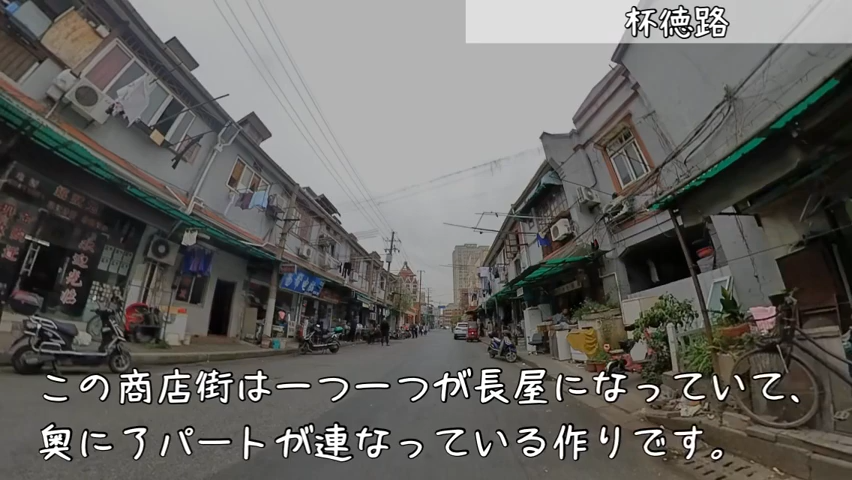 杯徳路
この商店街は一つ一つが長屋になっていて、
奥にアパートが連なっている作りです。